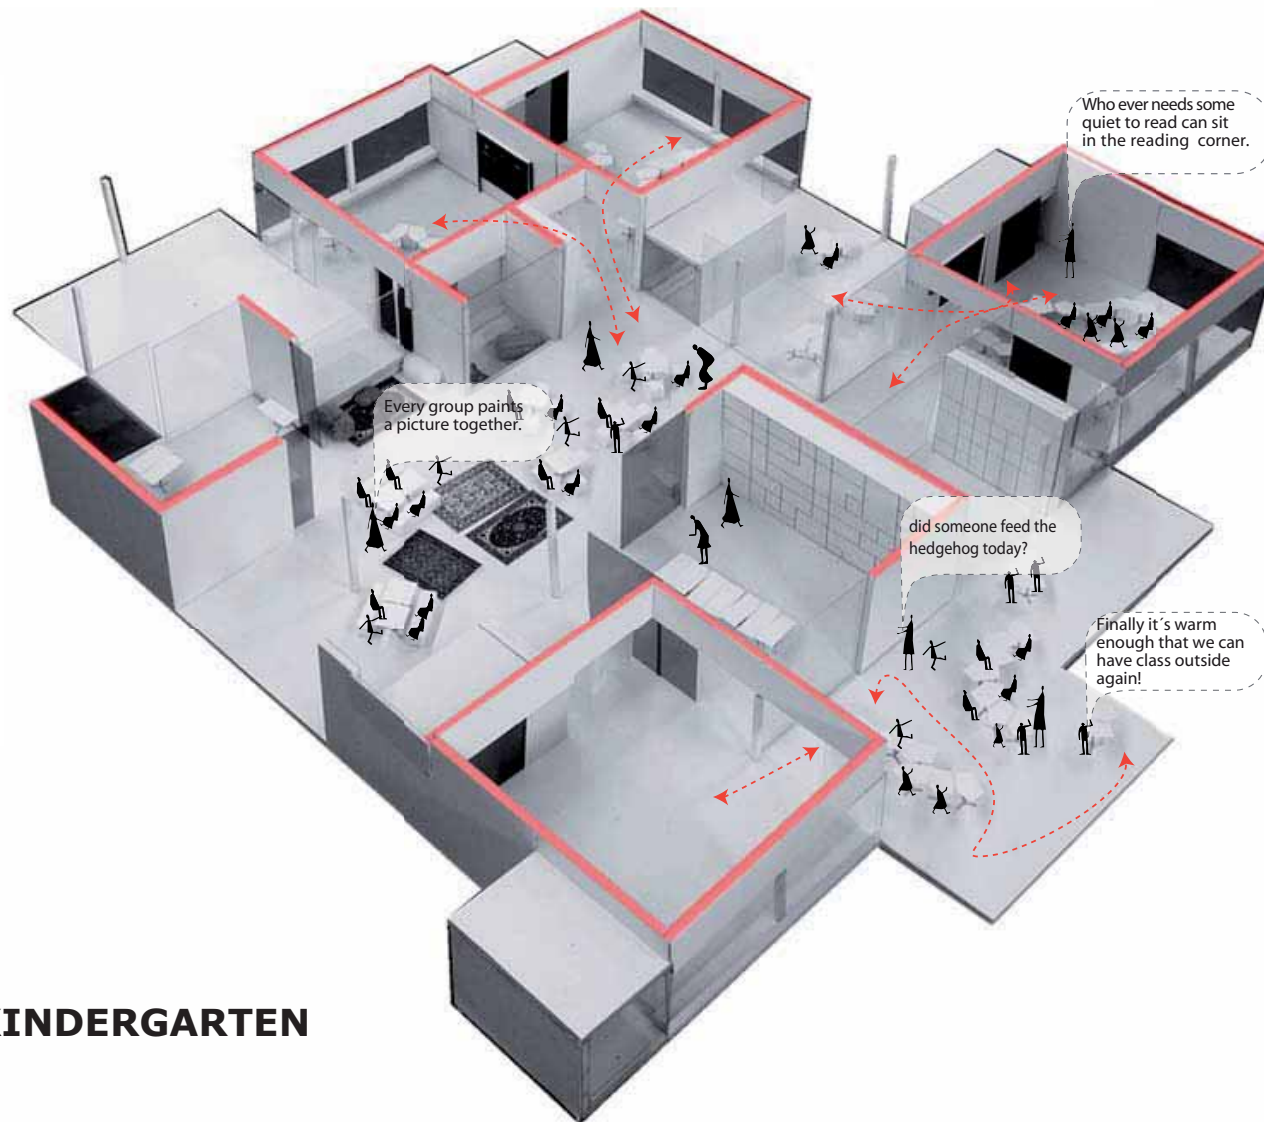 Who ever needs some
quiet to read can sit
in the reading  corner.
Every group paints
a picture together.
did someone feed the
hedgehog today?
Finally it´s warm
enough that we can
have class outside
again!
KINDERGARTEN